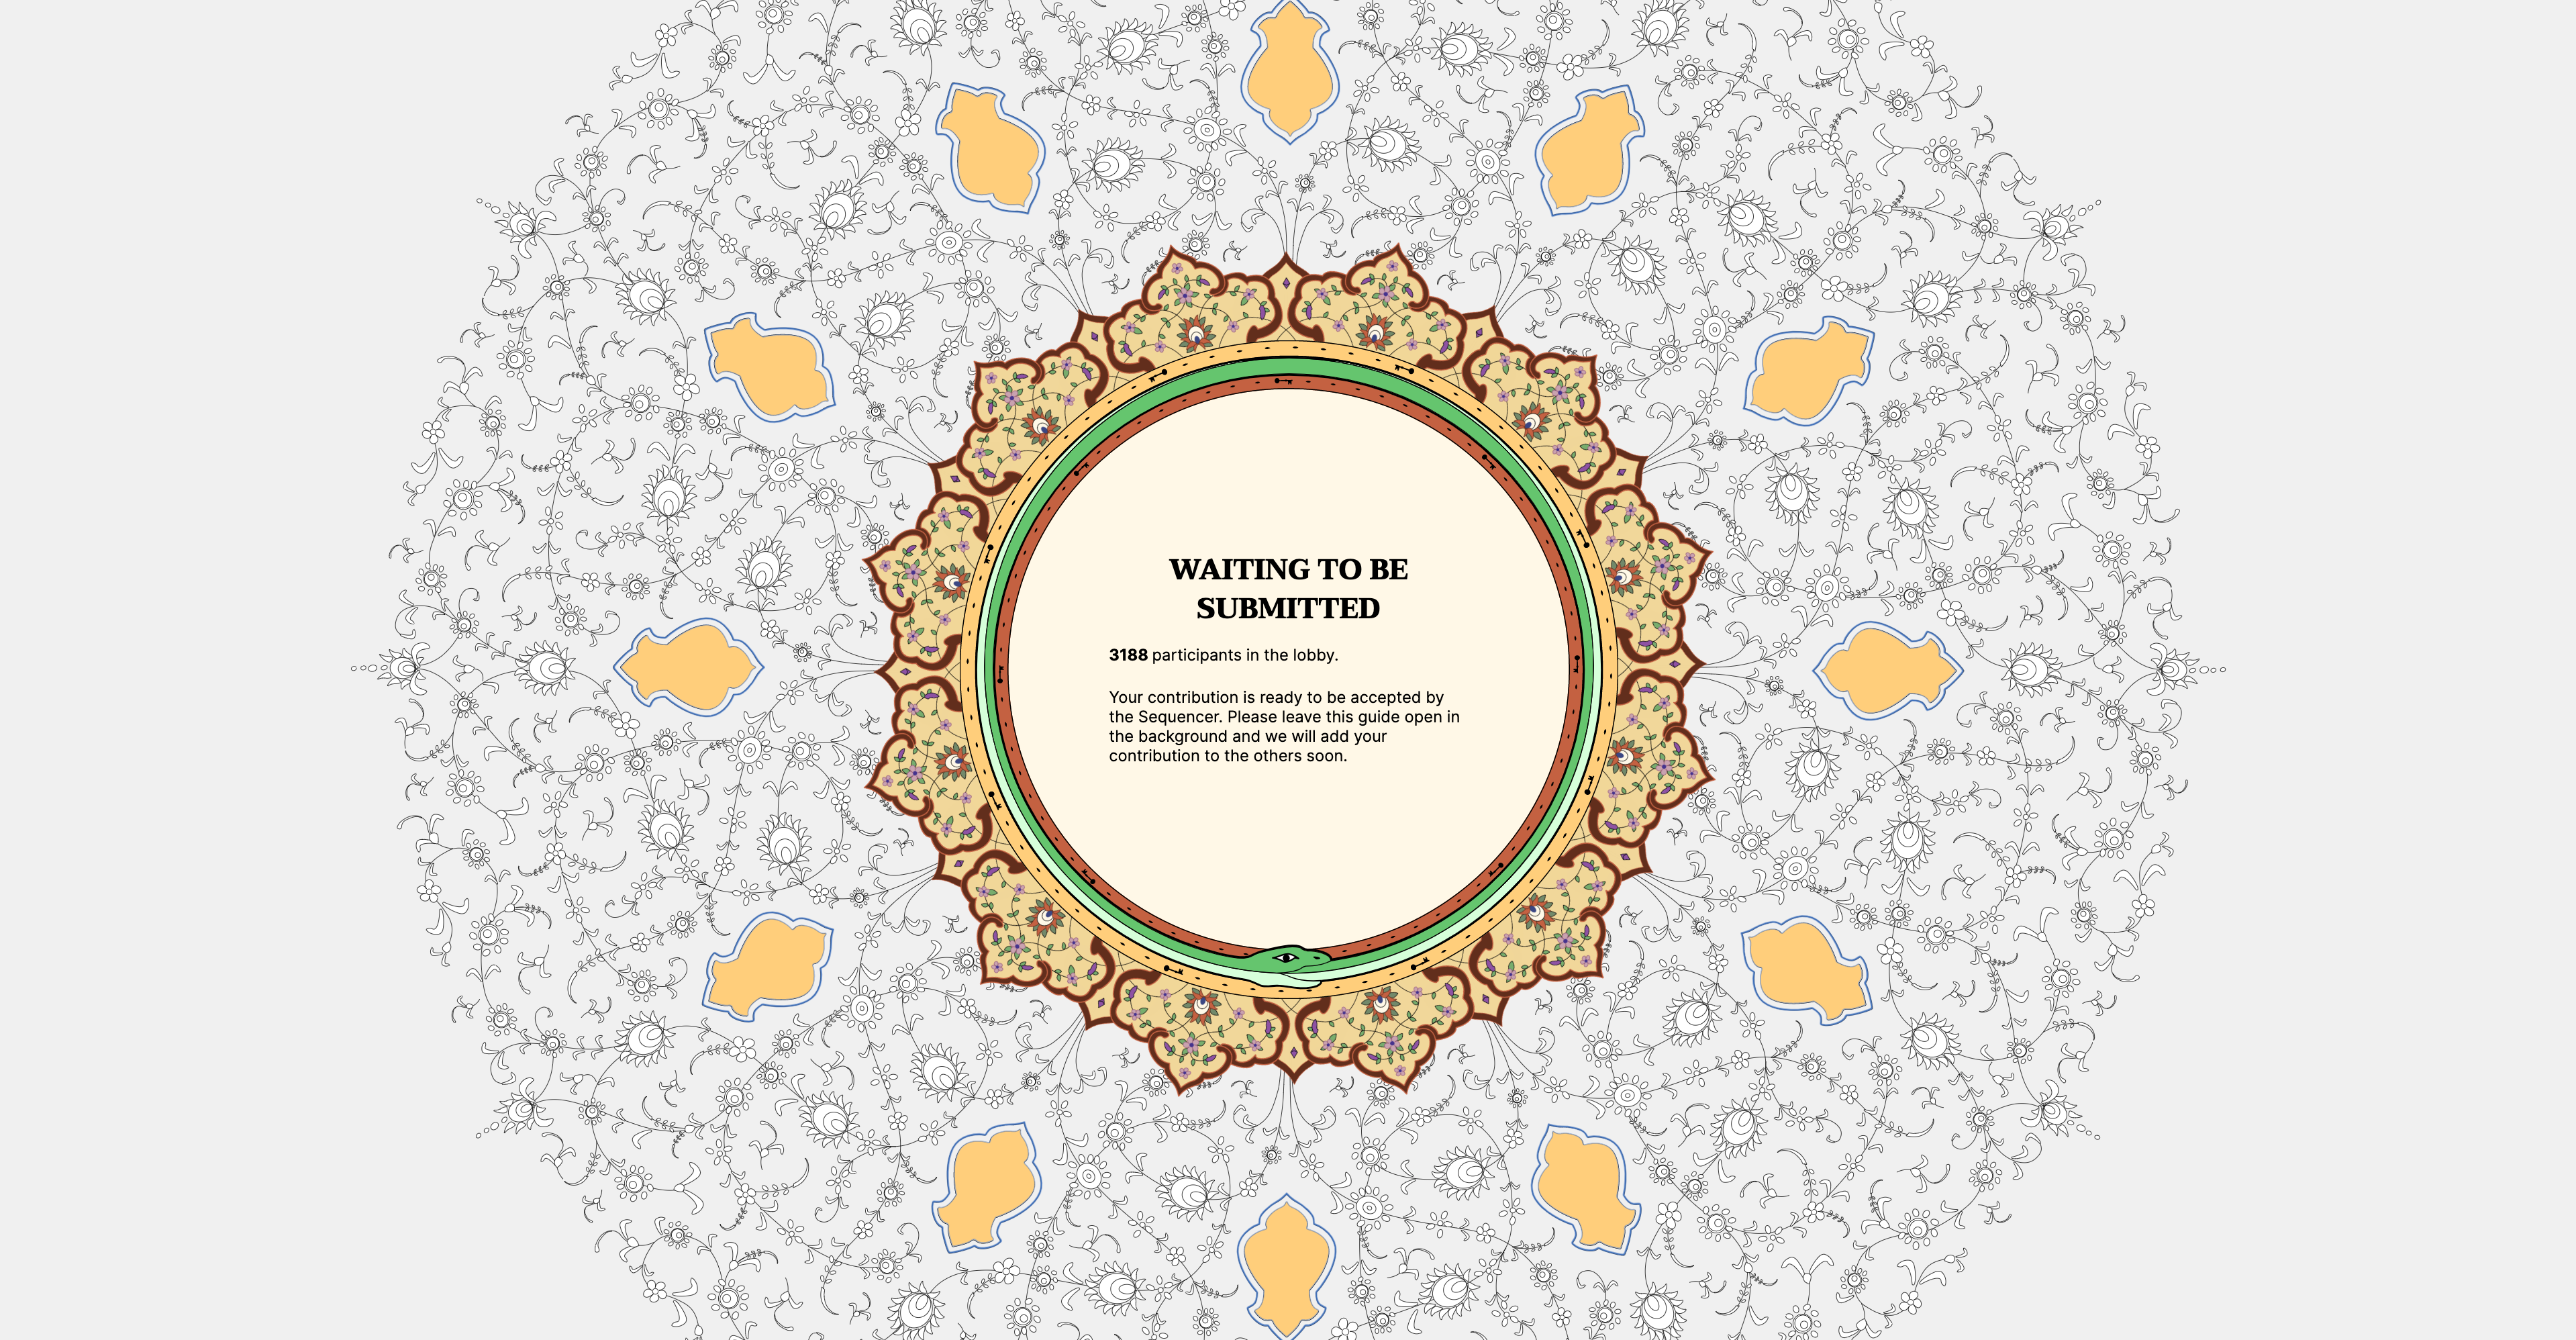 WAITING TO BE
SUBMITTED
3188 participants in the lobby.
Your contribution is ready to be accepted by
the Sequencer. Please leave this guide open in
the background and we will add your
contribution to the others soon.